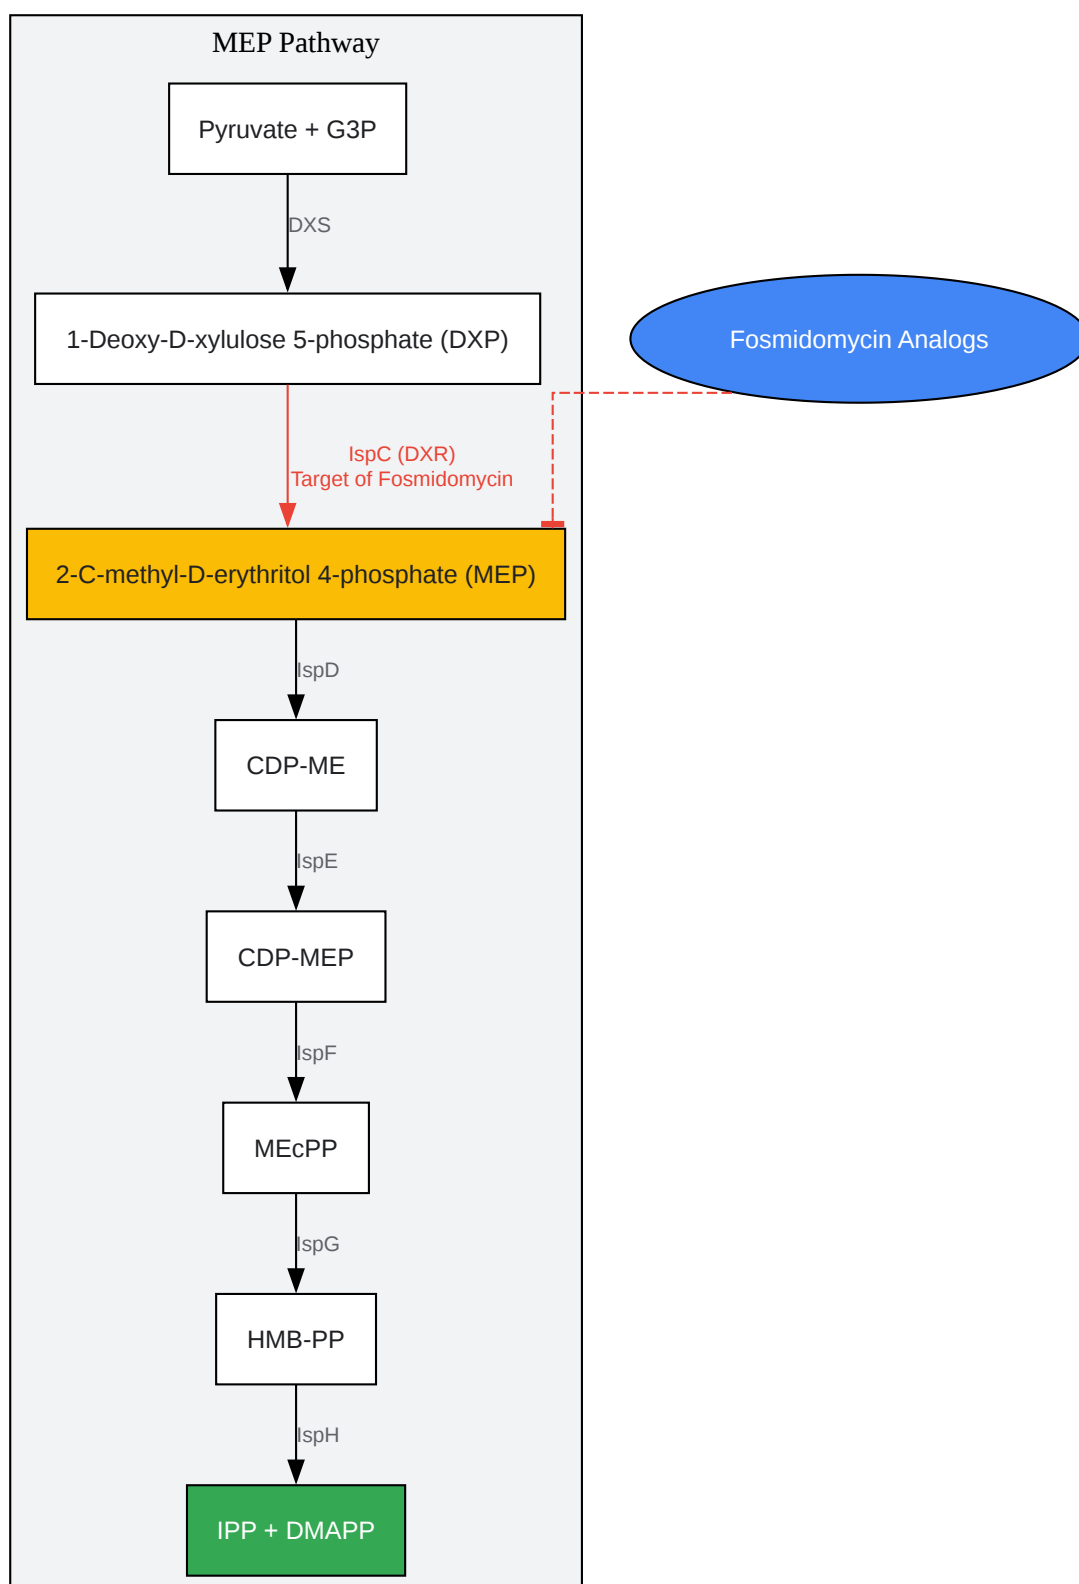 MEP Pathway
Pyruvate + G3P
DXS
1-Deoxy-D-xylulose 5-phosphate (DXP)
Fosmidomycin Analogs
IspC (DXR)
Target of Fosmidomycin
2-C-methyl-D-erythritol 4-phosphate (MEP)
IspD
CDP-ME
IspE
CDP-MEP
IspF
MEcPP
IspG
HMB-PP
IspH
IPP + DMAPP